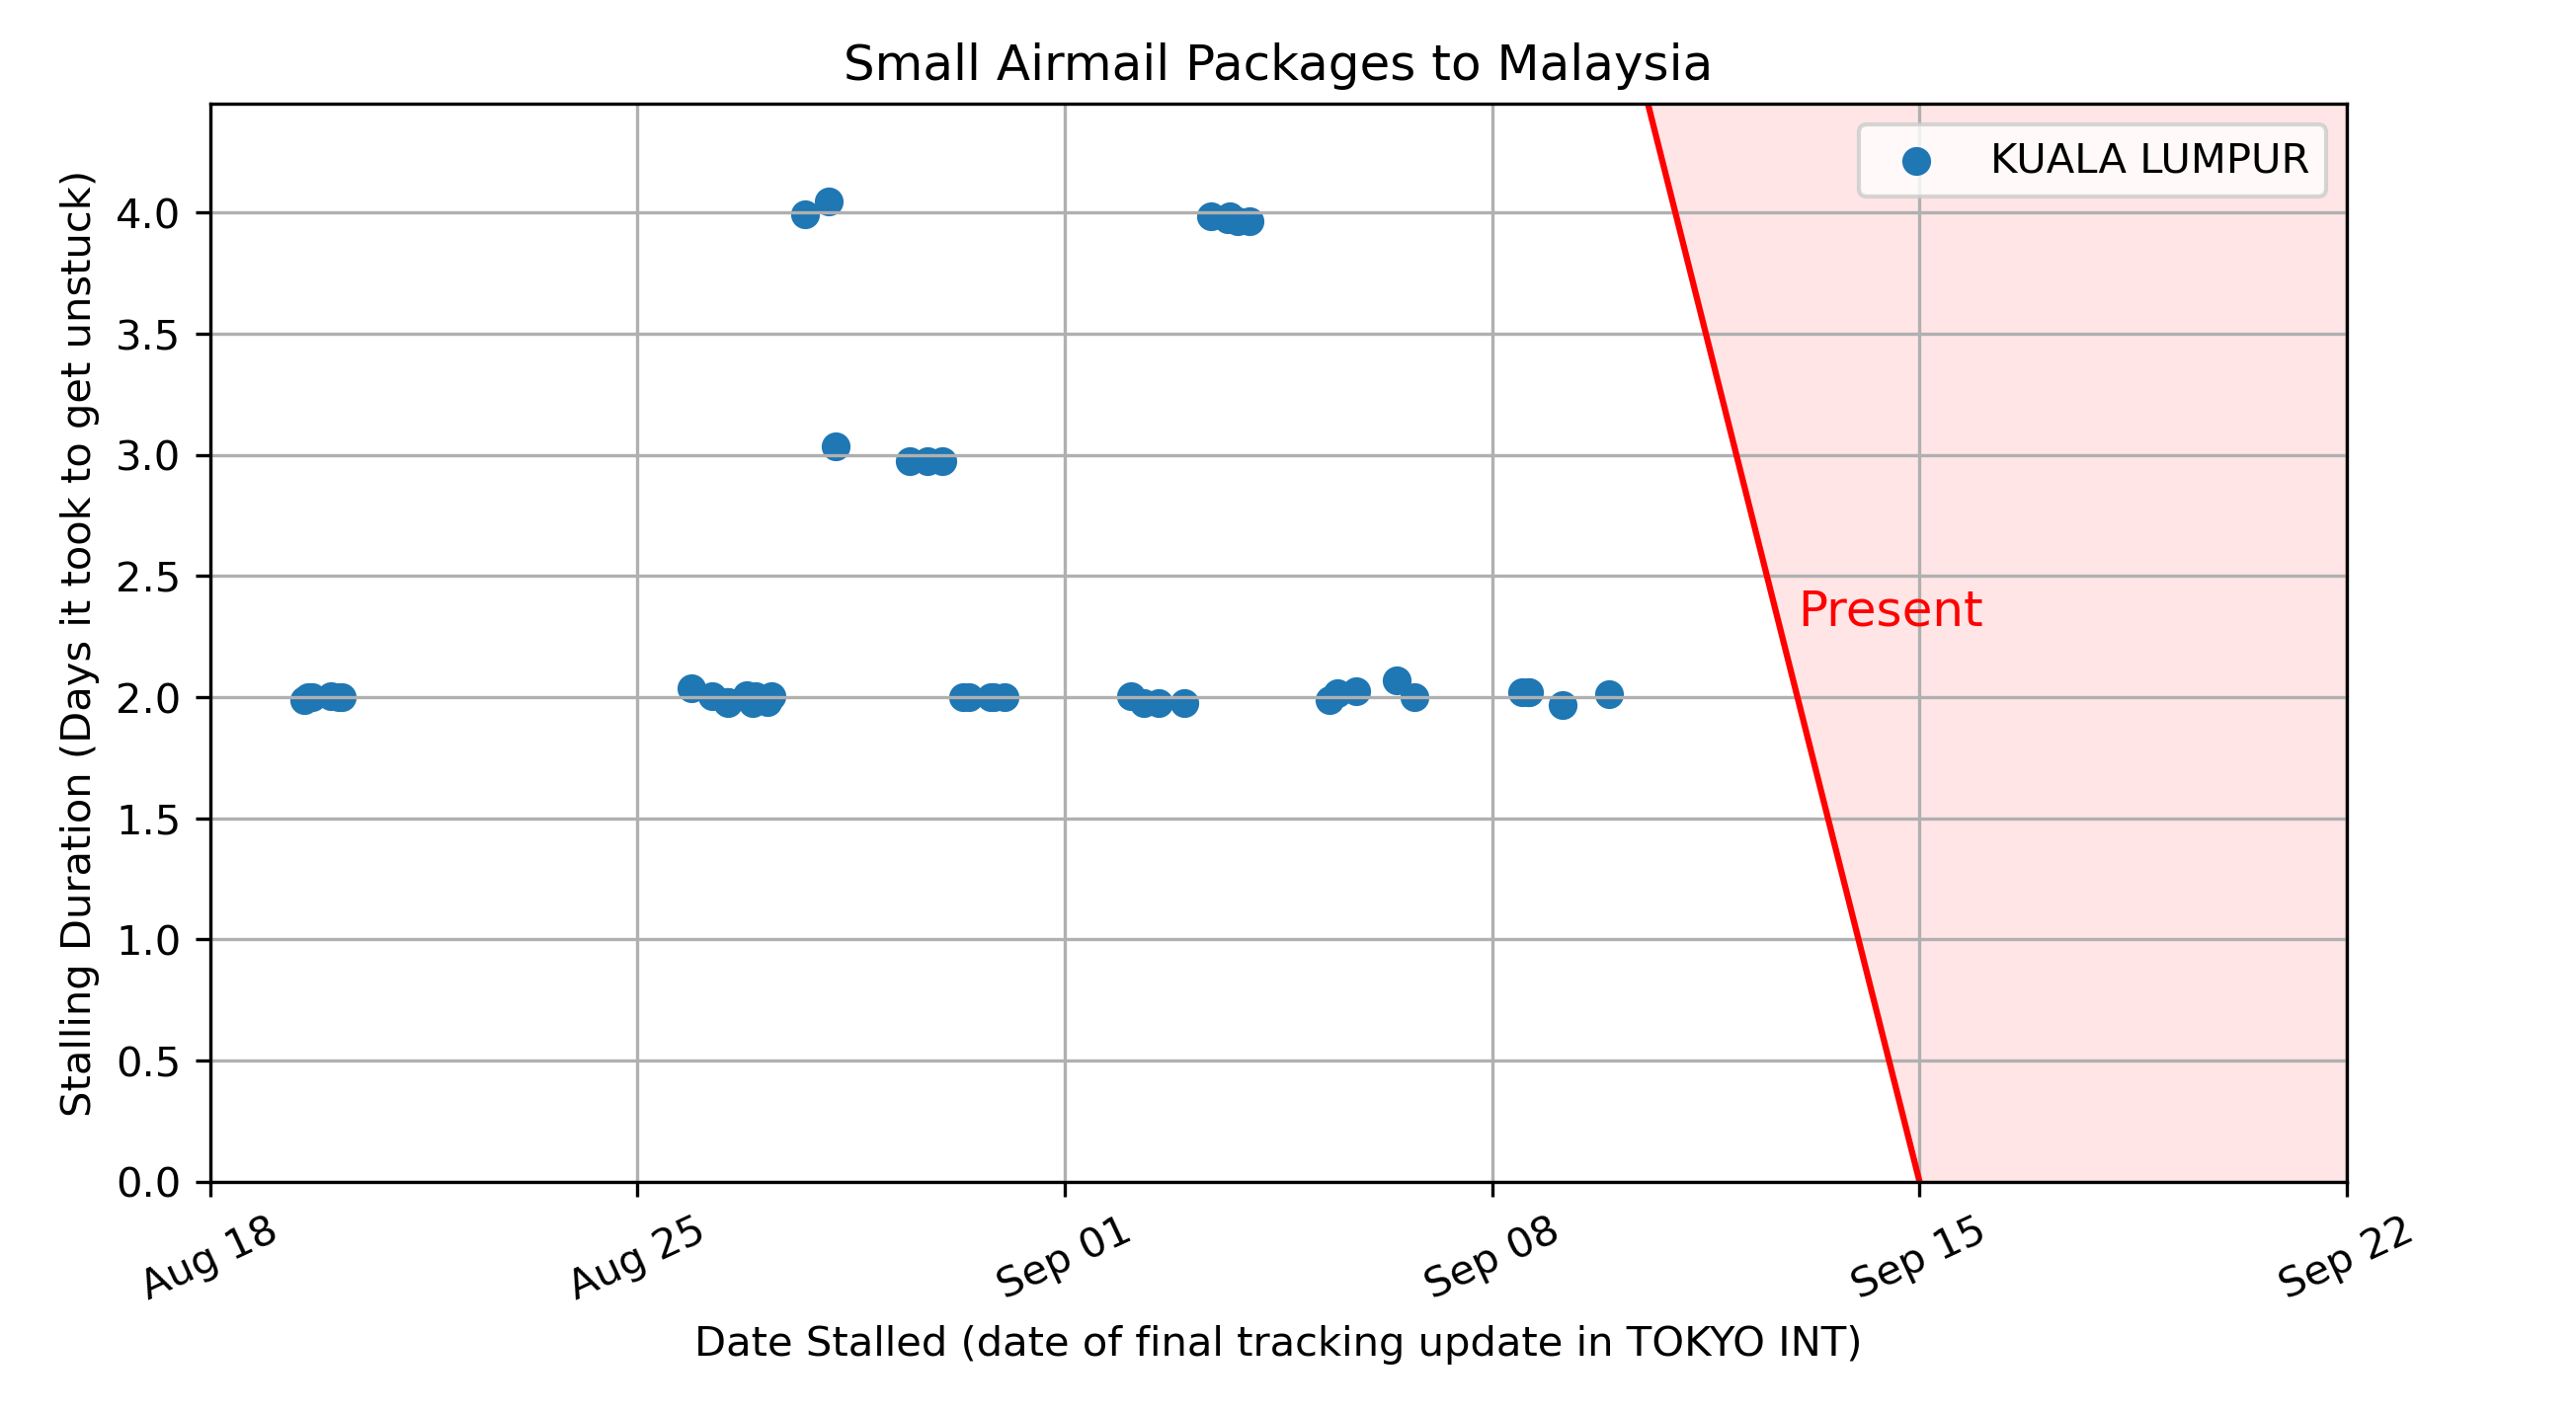 Small Airmail Packages to Malaysia
KUALA LUMPUR
Stalling Duration (Days it took to get unstuck)
4.0
3.5
3.0
2.5
2.0
1.5
1.0
0.5
0.0
Present
Aug 18
Aug 25
Sep 01
Sep 08
Sep 15
Sep 22
Date Stalled (date of final tracking update in TOKYO INT)